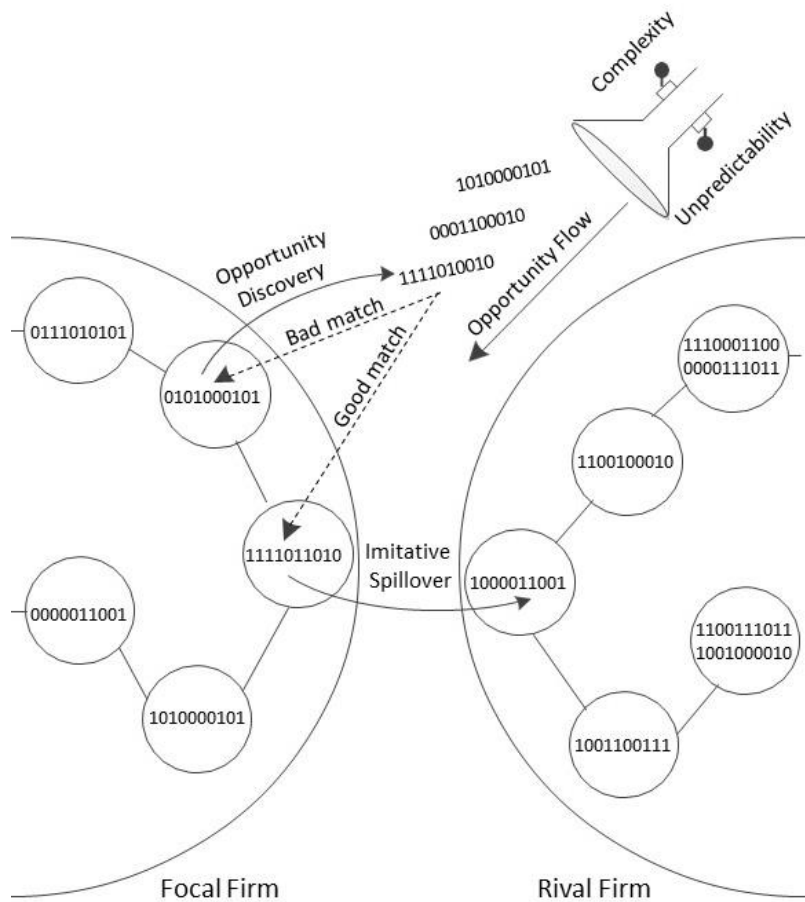 Complexity
Unpredictability
1010000101
0001100010
1111010010
Opportunity Flow
Opportunity
Discovery
Bad match
Good match
0111010101
0101000101
1111011010
0000011001
1010000101
Imitative
Spillover
1110001100
0000111011
1100100010
1000011001
1100111011
1001000010
1001100111
Focal Firm
Rival Firm